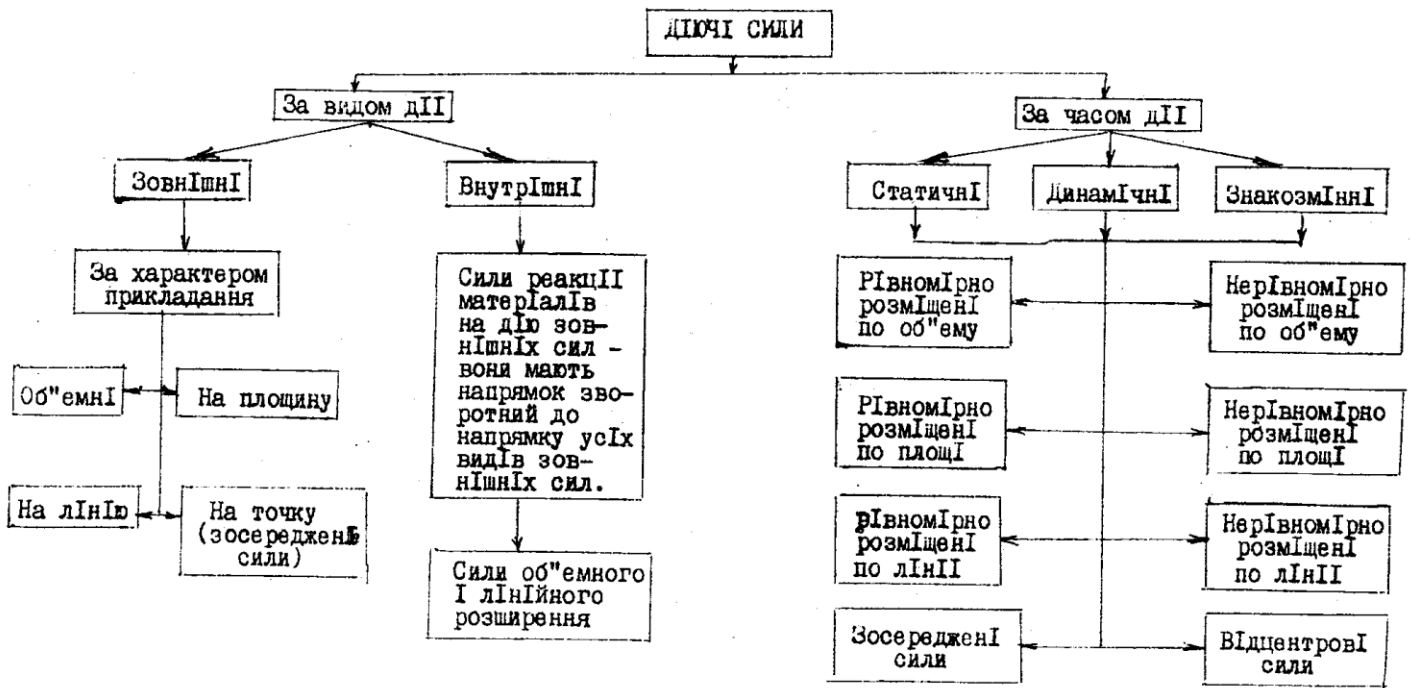 ДІЮЧІ СИЛИ
За видом дІІ
За часом дІІ
ЗовнІшнІ
ВнутрІшнІ
СтатичнІ
ДинамІчнІ
ЗнакозмІннІ
За характером
прикладання
Об"емнІ
На площину
На лІнІю
На точку
(зосередженІ
сили)
Сили реакцІІ
матерІалІв
на дІю зов-
нІшнІх сил -
вони мають
напрямок зво-
ротний до
напрямку усІх
видІв зов-
нІшнІх сил.
Сили об"емного
І лІнІйного
розширення
РІвномІрно
розмІщенІ
по об"ему
НерІвномІрно
розмІщенІ
по об"ему
РІвномІрно
розмІщенІ
по площІ
НерІвномІрно
розмІщенІ
по площІ
рІвномІрно
розмІщенІ
по лІнІІ
НерІвномІрно
розмІщенІ
по лІнІІ
ЗосередженІ
сили
ВІдцентровІ
сили